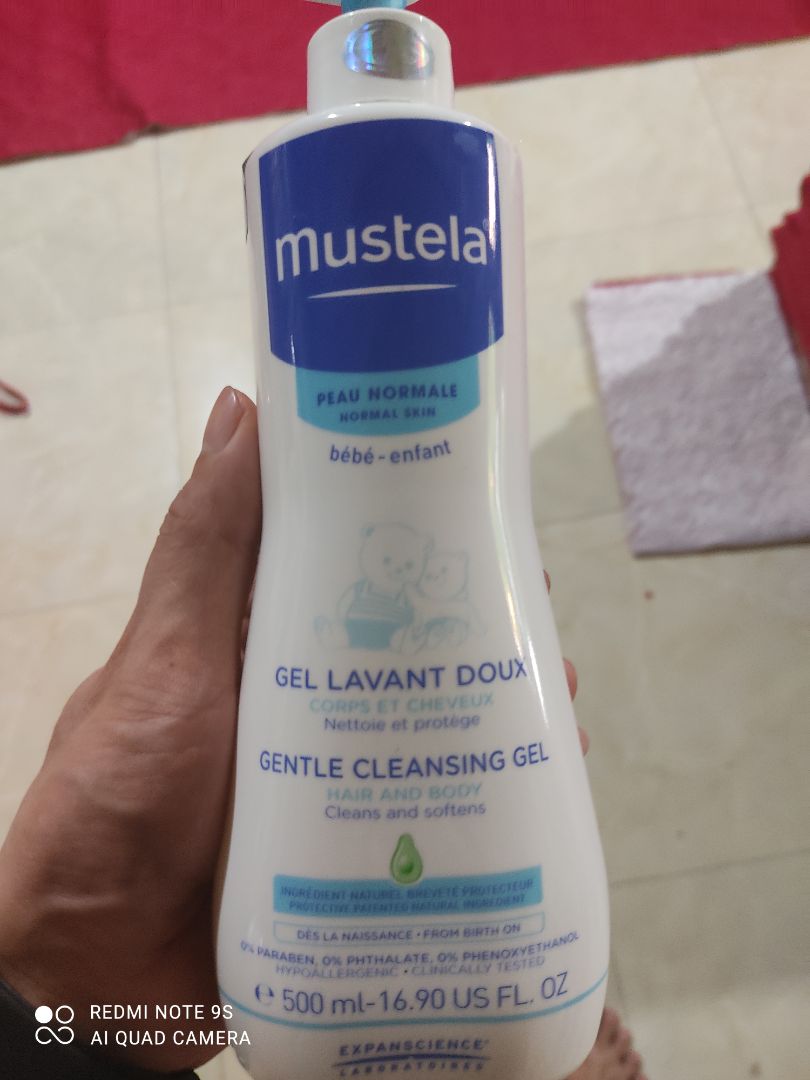 mustela®
PEAU NORMALE
NORMAL SKIN
bébé-enfant
GEL LAVANT DOUX
CORPS ET CHEVEUX
Nettoie et protège
GENTLE CLEANSING GEL
HAIR AND BODY
Cleans and softens
INGRÉDIENT NATUREL BREVETÉ PROTECTEUR
PROTECTIVE PATENTED NATURAL INGREDIENT
DÈS LA NAISSANCE • FROM BIRTH ON
0% PARABEN, 0% PHTHALATE, 0% PHENOXYETHANOL
HYPOALLERGENIC • CLINICALLY TESTED
℮ 500 ml-16.90 US FL. OZ
EXPANSCIENCE®
LABORATOIRES
REDMI NOTE 9S
AI QUAD CAMERA